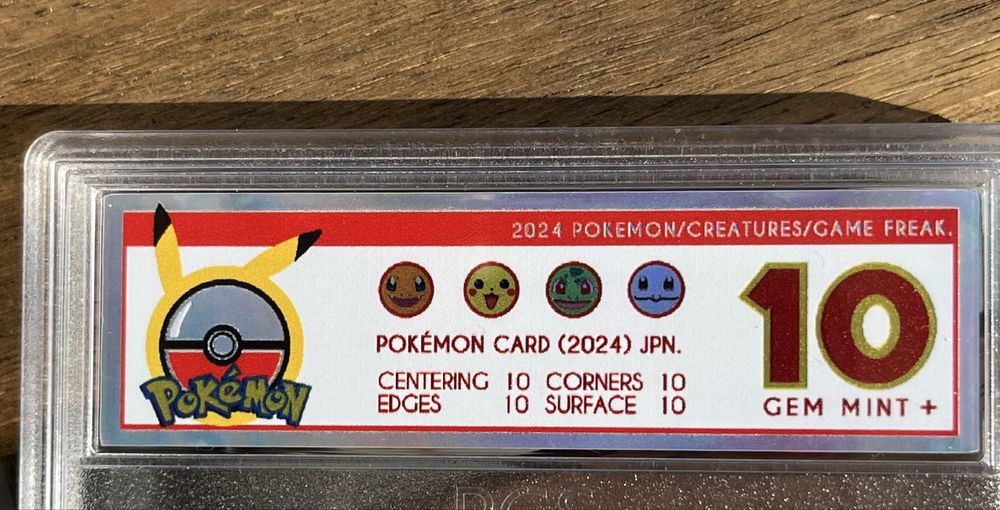 2024 POKEMON/CREATURES/GAME FREAK.
POKéMON
POKÉMON CARD (2024) JPN.
CENTERING 10 CORNERS 10
EDGES 10 SURFACE 10
10
GEM MINT +